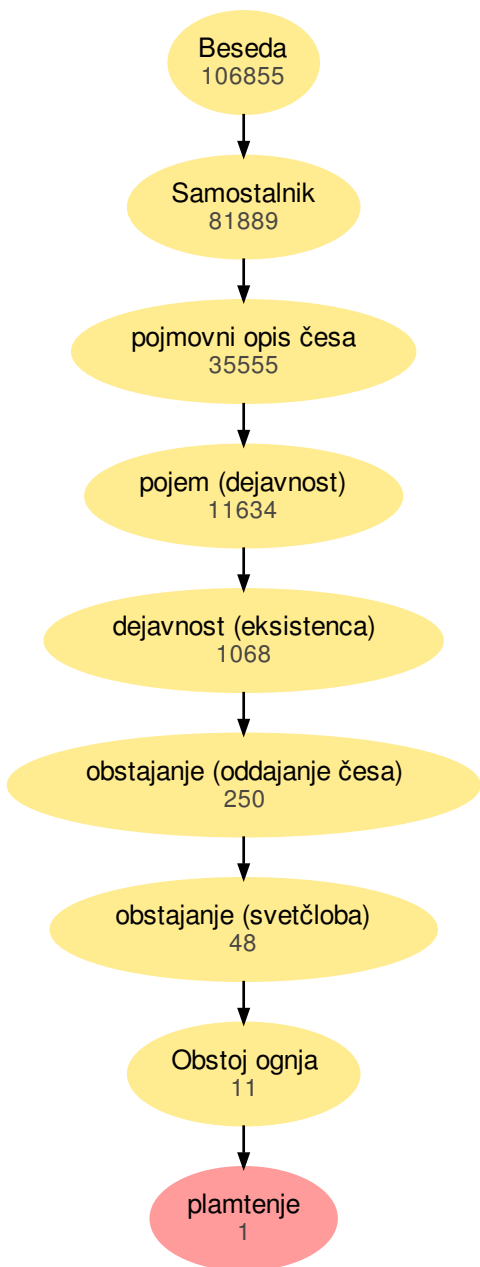 Beseda
106855
Samostalnik
81889
pojmovni opis česa
35555
pojem (dejavnost)
11634
dejavnost (eksistenca)
1068
obstajanje (oddajanje česa)
250
obstajanje (svetčloba)
48
Obstoj ognja
11
plamtenje
1